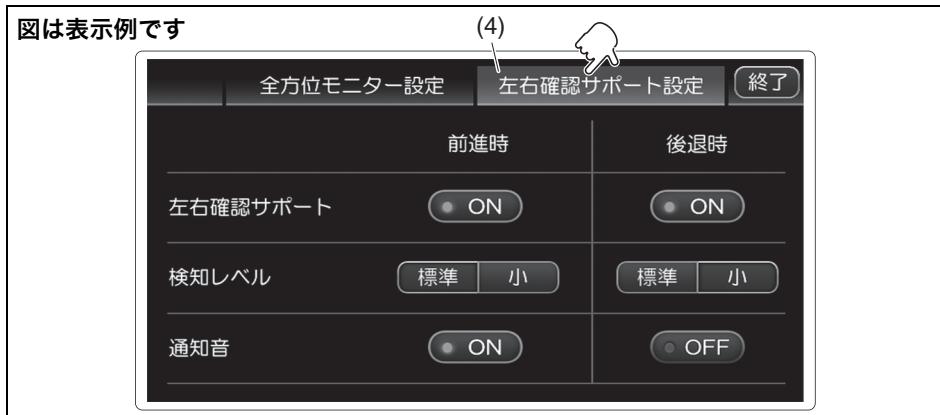 図は表示例です
(4)
全方位モニター設定 左右確認サポート設定 終了
前進時 後退時
左右確認サポート ON ON
検知レベル 標準 小 標準 小
通知音 ON OFF